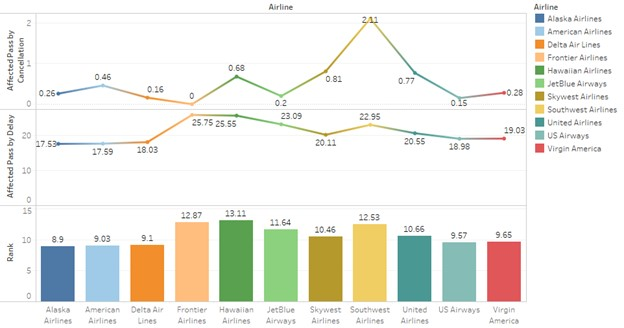 Airline
Affected Pass by
Cancellation
2
1
0
0.26
0.46
0.16
0
0.68
0.2
0.81
2.11
0.77
0.15
0.28
Affected Pass by Delay
20
10
0
17.53
17.59
18.03
25.75
25.55
23.09
20.11
22.95
20.55
18.98
19.03
Rank
15
10
5
0
8.9
9.03
9.1
12.87
13.11
11.64
10.46
12.53
10.66
9.57
9.65
Alaska
Airlines
American
Airlines
Delta Air
Lines
Frontier
Airlines
Hawaiian
Airlines
JetBlue
Airways
Skywest
Airlines
Southwest
Airlines
United
Airlines
US Airways
Virgin
America
Airline
Alaska Airlines
American Airlines
Delta Air Lines
Frontier Airlines
Hawaiian Airlines
JetBlue Airways
Skywest Airlines
Southwest Airlines
United Airlines
US Airways
Virgin America